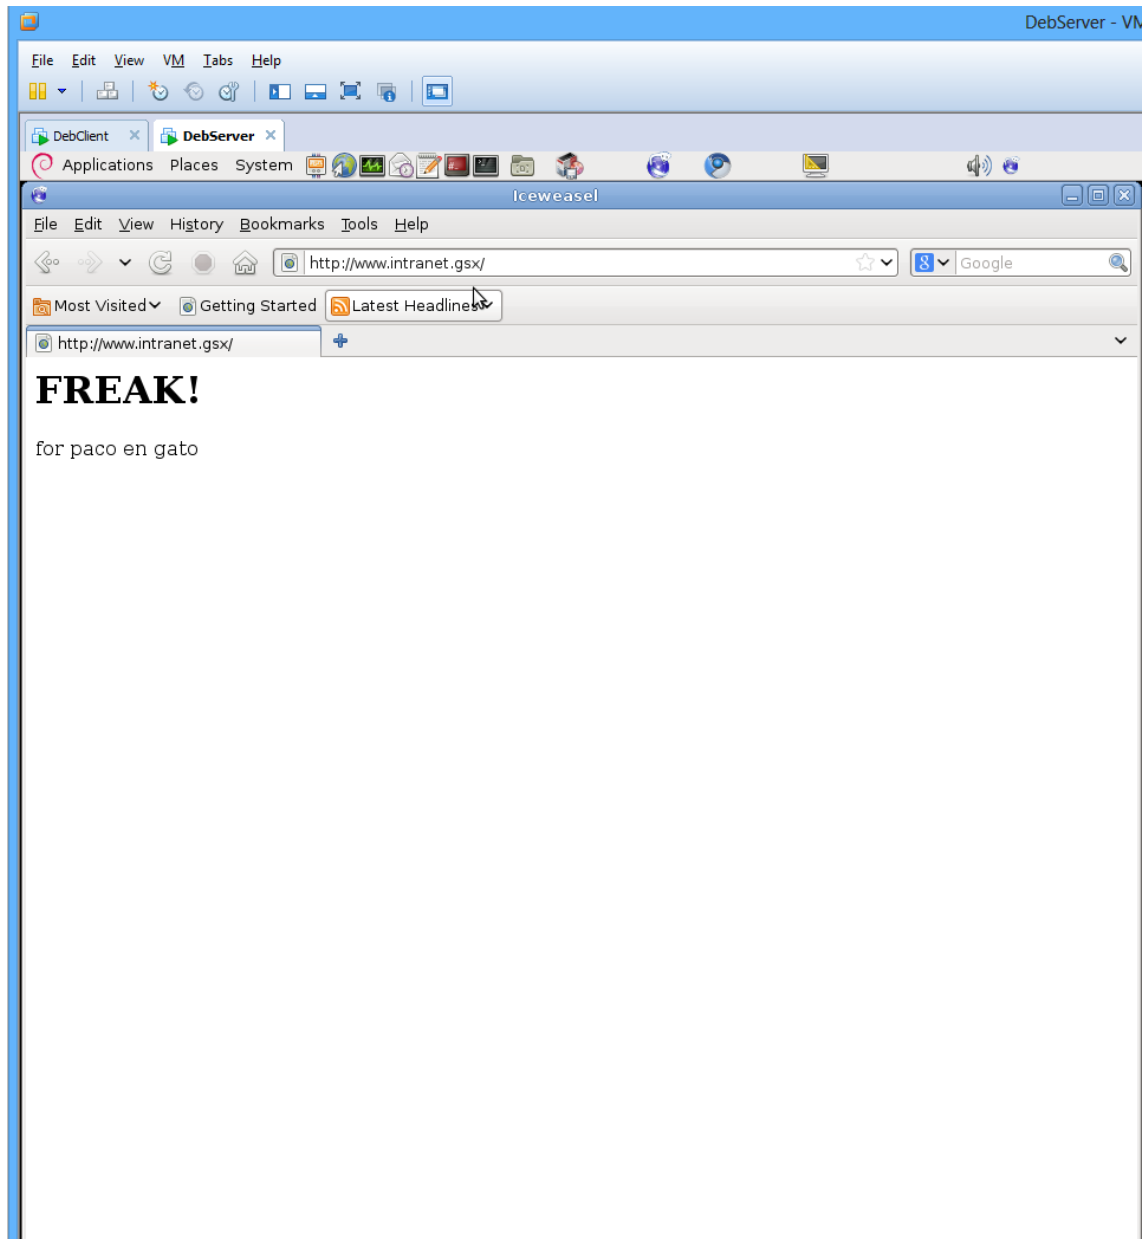 DebServer - VM
File Edit View VM Tabs Help
DebClient DebServer
Applications Places System
Iceweasel
File Edit View History Bookmarks Tools Help
http://www.intranet.gsx/ Google
Most Visited Getting Started Latest Headlines
http://www.intranet.gsx/
FREAK!
for paco en gato